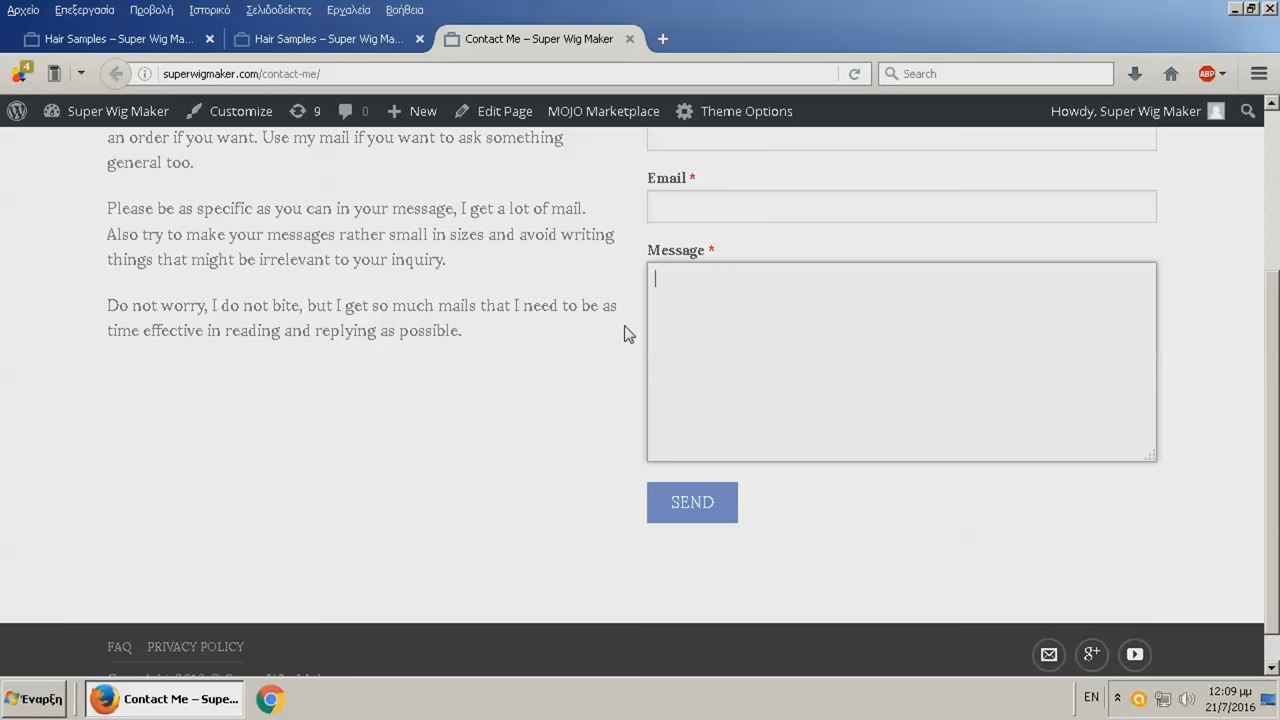 Αρχείο Επεξεργασία Προβολή Ιστορικό Σελιδοδείκτες Εργαλεία Βοήθεια
Hair Samples – Super Wig Ma... Hair Samples – Super Wig Ma... Contact Me – Super Wig Maker
4 superwigmaker.com/contact-me/ Search ABP
Super Wig Maker Customize 9 0 New Edit Page MOJO Marketplace Theme Options Howdy, Super Wig Maker
an order if you want. Use my mail if you want to ask something
general too.
Please be as specific as you can in your message, I get a lot of mail.
Also try to make your messages rather small in sizes and avoid writing
things that might be irrelevant to your inquiry.
Do not worry, I do not bite, but I get so much mails that I need to be as
time effective in reading and replying as possible.
Email *
Message *
SEND
FAQ PRIVACY POLICY
g+
Έναρξη Contact Me – Supe... EN 12:09 μμ
21/7/2016